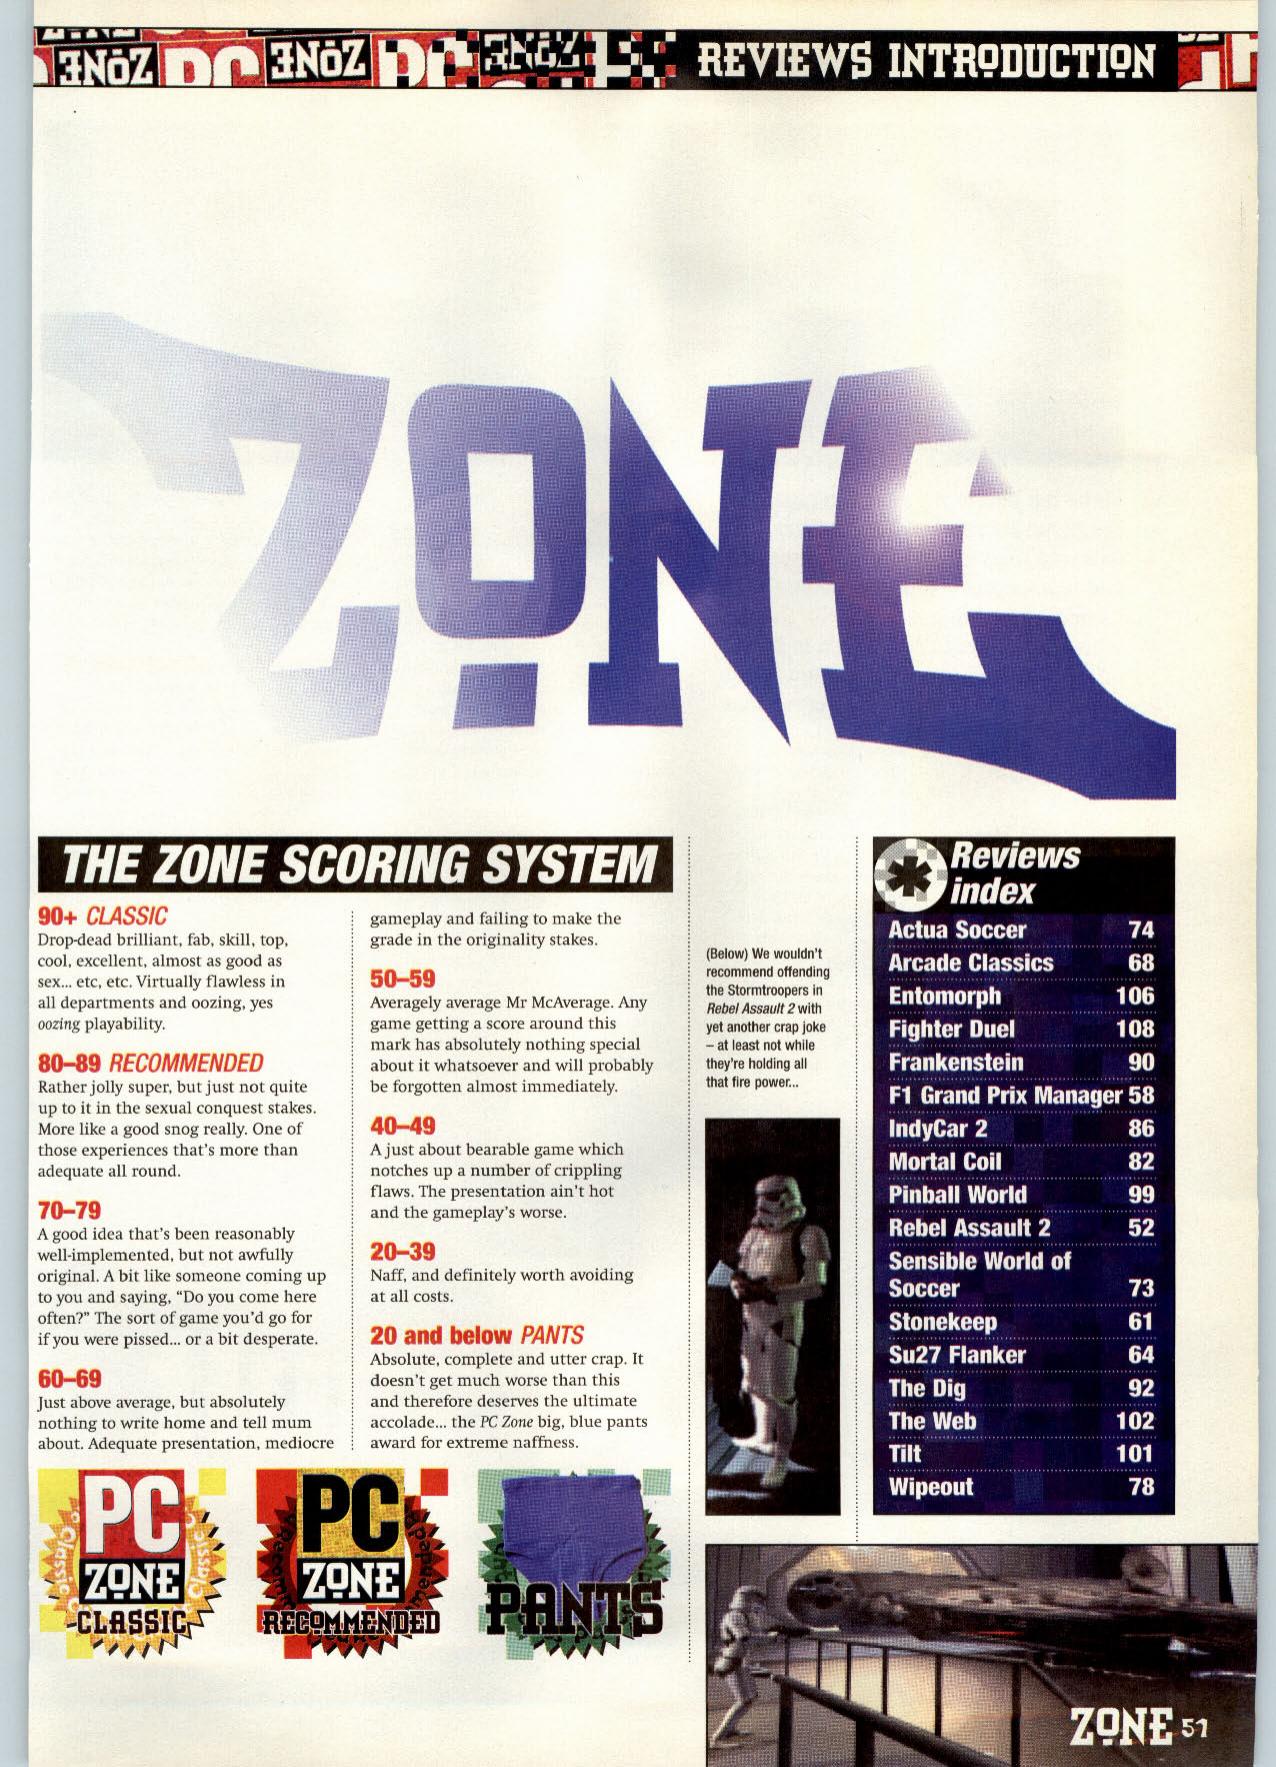 ZONE
PC
ZONE
PC
ZONE
REVIEWS INTRODUCTION
ZONE
THE ZONE SCORING SYSTEM
90+ CLASSIC
Drop-dead brilliant, fab, skill, top,
cool, excellent, almost as good as
sex... etc, etc. Virtually flawless in
all departments and oozing, yes
oozing playability.
80–89 RECOMMENDED
Rather jolly super, but just not quite
up to it in the sexual conquest stakes.
More like a good snog really. One of
those experiences that's more than
adequate all round.
70–79
A good idea that's been reasonably
well-implemented, but not awfully
original. A bit like someone coming up
to you and saying, “Do you come here
often?” The sort of game you'd go for
if you were pissed... or a bit desperate.
60–69
Just above average, but absolutely
nothing to write home and tell mum
about. Adequate presentation, mediocre
gameplay and failing to make the
grade in the originality stakes.
50–59
Averagely average Mr McAverage. Any
game getting a score around this
mark has absolutely nothing special
about it whatsoever and will probably
be forgotten almost immediately.
40–49
A just about bearable game which
notches up a number of crippling
flaws. The presentation ain't hot
and the gameplay's worse.
20–39
Naff, and definitely worth avoiding
at all costs.
20 and below PANTS
Absolute, complete and utter crap. It
doesn't get much worse than this
and therefore deserves the ultimate
accolade... the PC Zone big, blue pants
award for extreme naffness.
PC
ZONE
CLASSIC
Classic
Classic
PC
ZONE
RECOMMENDED
PANTS
(Below) We wouldn't
recommend offending
the Stormtroopers in
Rebel Assault 2 with
yet another crap joke
– at least not while
they're holding all
that fire power...
Reviews
index
Actua Soccer 74
Arcade Classics 68
Entomorph 106
Fighter Duel 108
Frankenstein 90
F1 Grand Prix Manager 58
IndyCar 2 86
Mortal Coil 82
Pinball World 99
Rebel Assault 2 52
Sensible World of
Soccer 73
Stonekeep 61
Su27 Flanker 64
The Dig 92
The Web 102
Tilt 101
Wipeout 78
ZONE 51